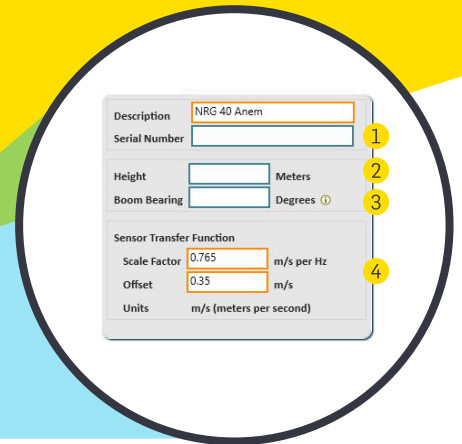 Description NRG 40 Anem
Serial Number 1
Height Meters 2
Boom Bearing Degrees i 3
Sensor Transfer Function
Scale Factor 0.765 m/s per Hz
4
Offset 0.35 m/s
Units m/s (meters per second)